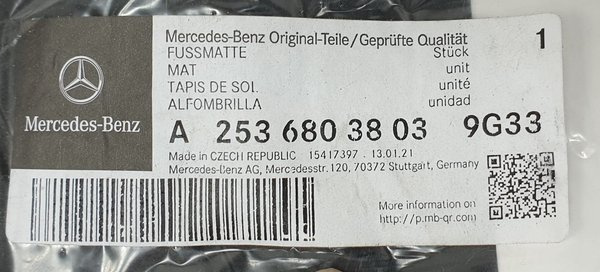 Mercedes-Benz
Mercedes-Benz Original-Teile/Geprüfte Qualität 1
FUSSMATTE Stück
MAT unit
TAPIS DE SOL unité
ALFOMBRILLA unidad
A 253 680 38 03 9G33
Made in CZECH REPUBLIC 15417397 . 13.01.21
Mercedes-Benz AG, Mercedesstr.120, 70372 Stuttgart, Germany
More information on
http://p.mb-qr.com/